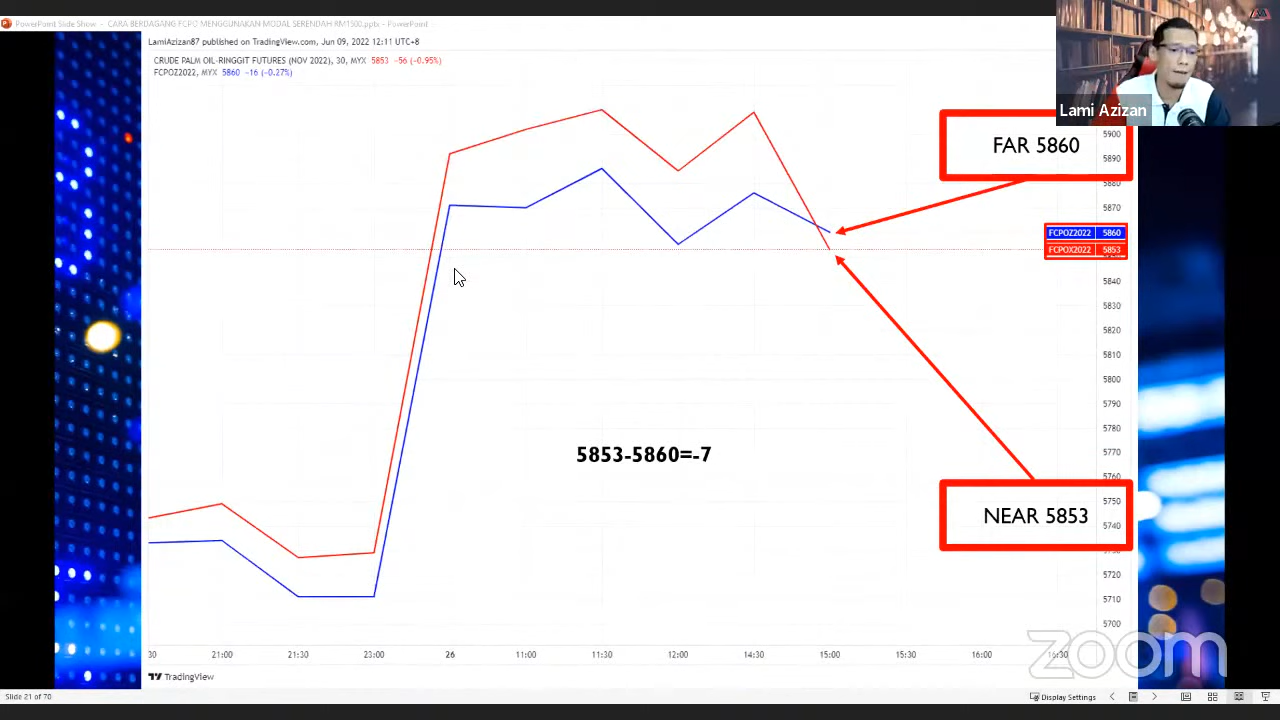 PowerPoint Slide Show - CARA BERDAGANG FCPO MENGGUNAKAN MODAL SERENDAH RM1500.pptx - PowerPoint
LamiAzizan87 published on TradingView.com, Jun 09, 2022 12:11 UTC+8
CRUDE PALM OIL-RINGGIT FUTURES (NOV 2022), 30, MYX 5853 -56 (-0.95%)
FCPOZ2022, MYX 5860 -16 (-0.27%)
Lami Azizan
FAR 5860
5900
5890
5880
5870
FCPOZ2022 5860
FCPOX2022 5853
5840
5830
5820
5810
5800
5790
5780
5770
5760
5750
5740
5720
5710
5700
5853-5860=-7
NEAR 5853
30 21:00 21:30 23:00 26 11:00 11:30 12:00 14:30 15:00 15:30 16:00 16:30
zoom
TradingView
Slide 21 of 70
Display Settings